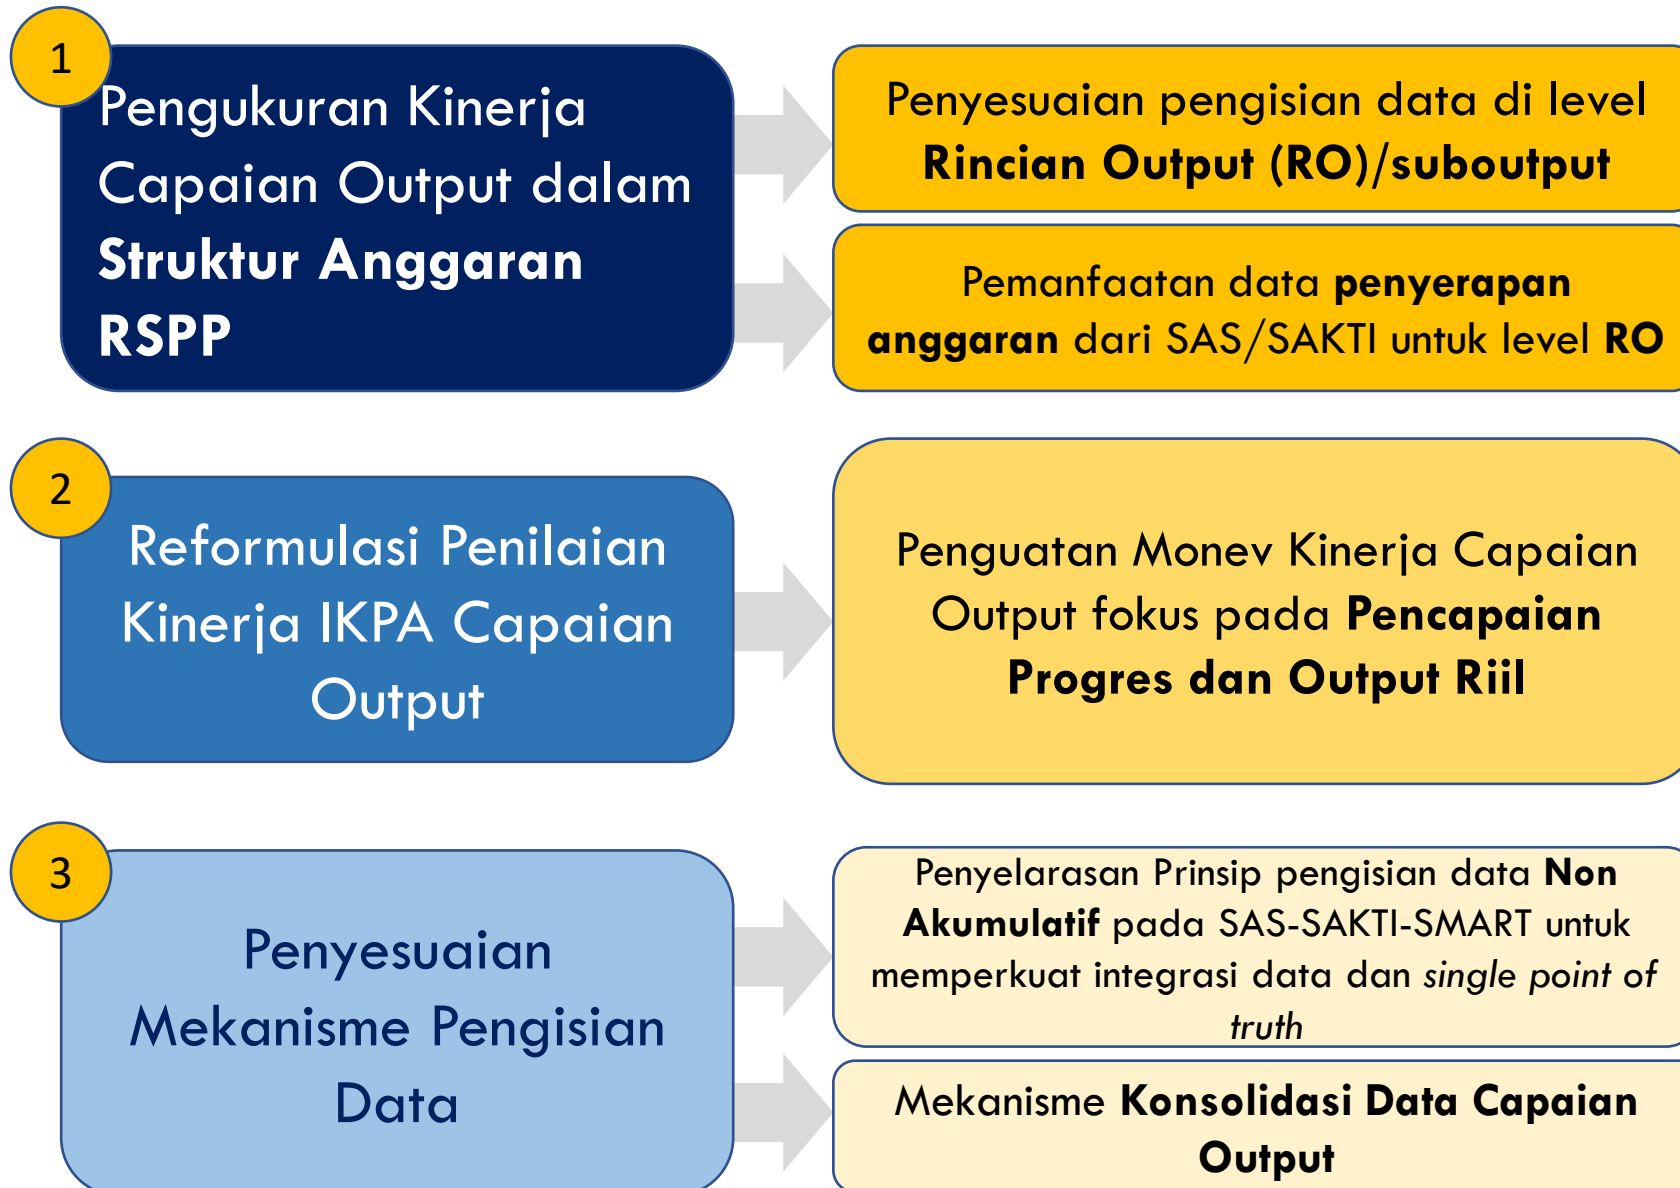 1
Pengukuran Kinerja
Capaian Output dalam
Struktur Anggaran
RSPP
Penyesuaian pengisian data di level
Rincian Output (RO)/suboutput
Pemanfaatan data penyerapan
anggaran dari SAS/SAKTI untuk level RO
2
Reformulasi Penilaian
Kinerja IKPA Capaian
Output
Penguatan Monev Kinerja Capaian
Output fokus pada Pencapaian
Progres dan Output Riil
3
Penyesuaian
Mekanisme Pengisian
Data
Penyelarasan Prinsip pengisian data Non
Akumulatif pada SAS-SAKTI-SMART untuk
memperkuat integrasi data dan single point of
truth
Mekanisme Konsolidasi Data Capaian
Output